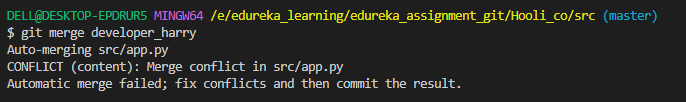 DELL@DESKTOP-EPDRUR5 MINGW64 /e/edureka_learning/edureka_assignment_git/Hooli_co/src (master)
$ git merge developer_harry
Auto-merging src/app.py
CONFLICT (content): Merge conflict in src/app.py
Automatic merge failed; fix conflicts and then commit the result.